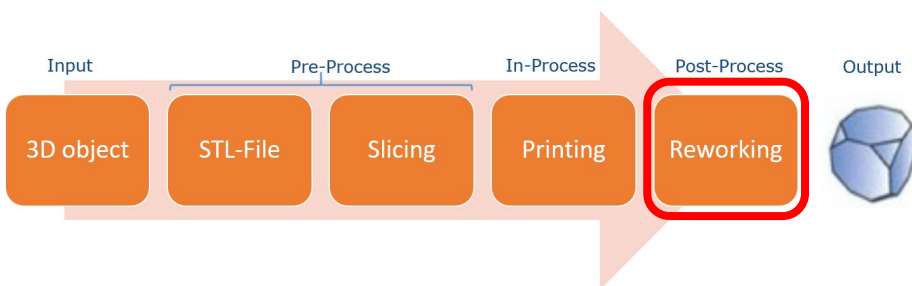 Input
Pre-Process
In-Process
Post-Process
Output
3D object
STL-File
Slicing
Printing
Reworking